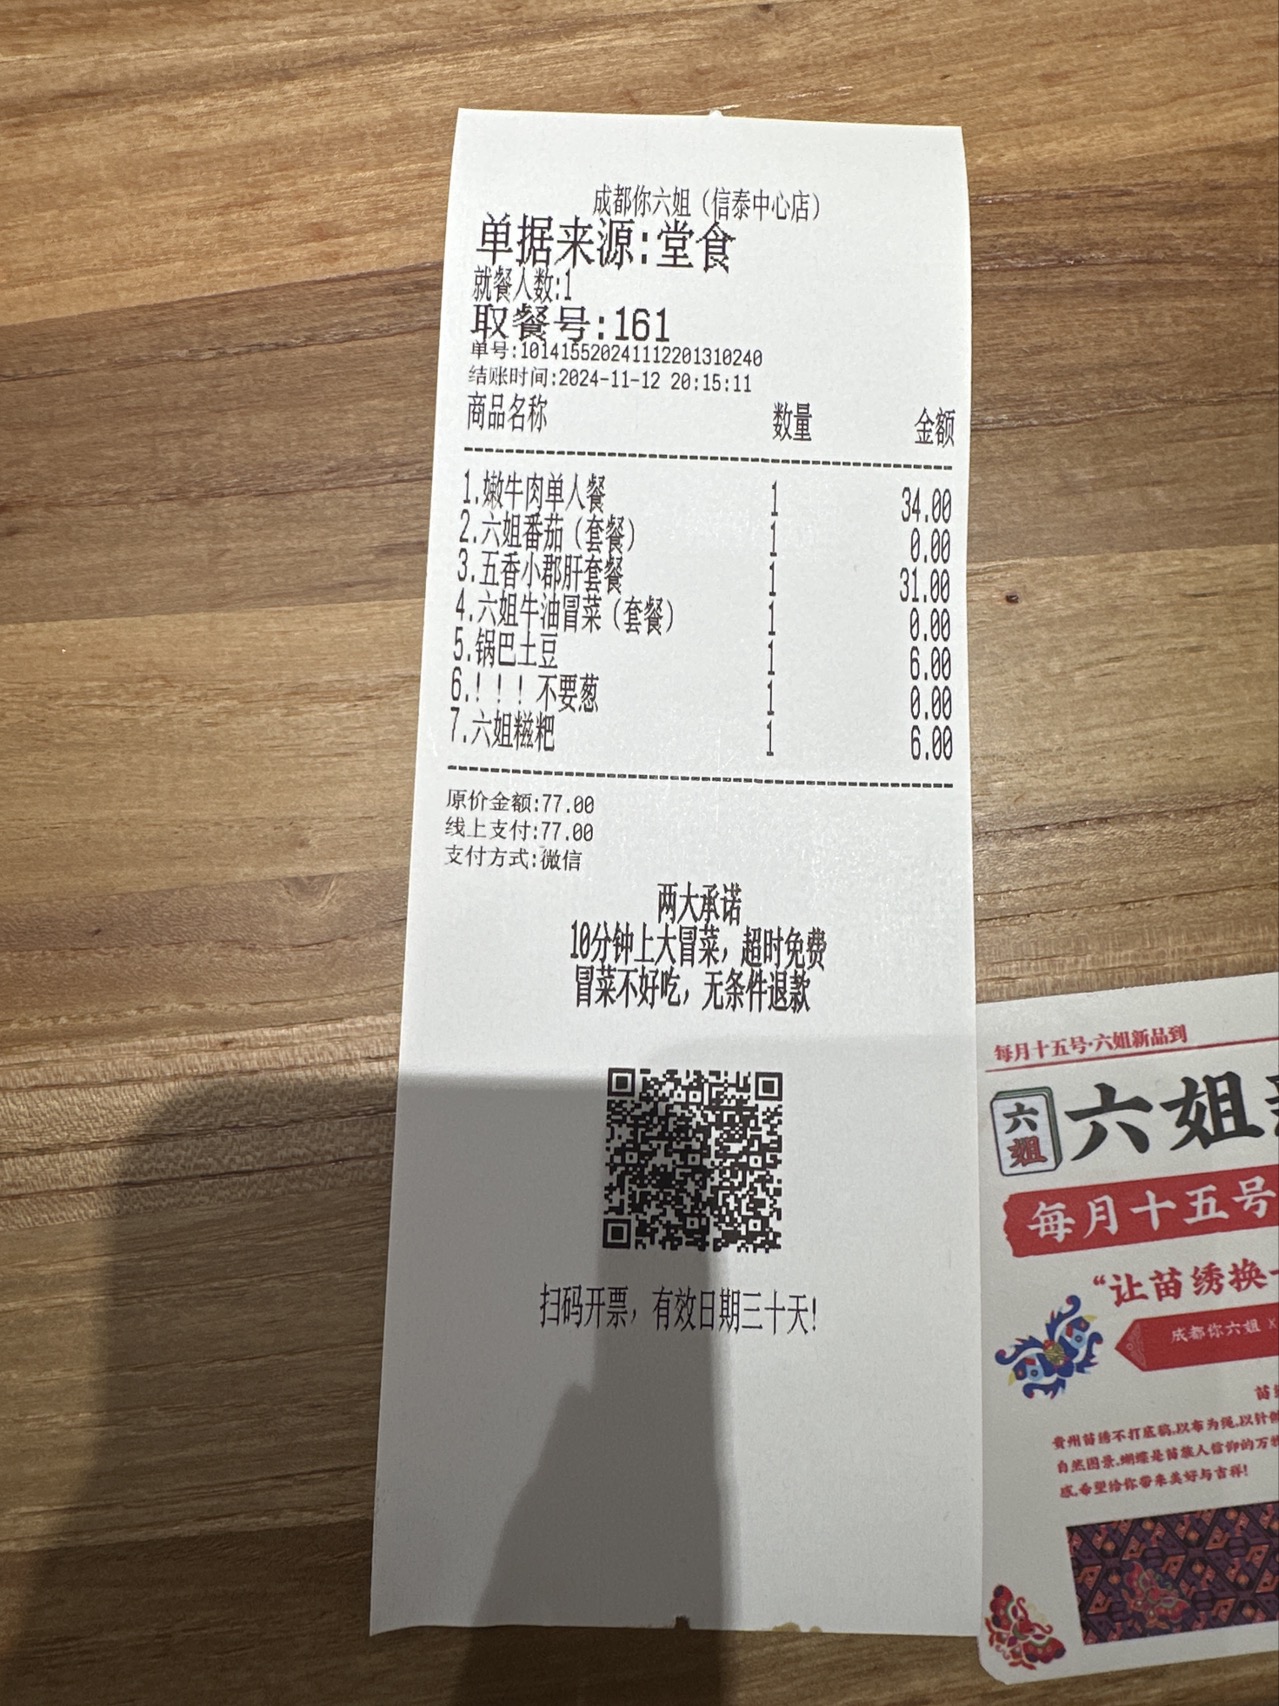 成都你六姐（信泰中心店）
单据来源:堂食
就餐人数:1
取餐号:161
单号:101415520241112201310240
结账时间:2024-11-12 20:15:11
商品名称 数量 金额
1.嫩牛肉单人餐 1 34.00
2.六姐番茄（套餐） 1 0.00
3.五香小郡肝套餐 1 31.00
4.六姐牛油冒菜（套餐） 1 0.00
5.锅巴土豆 1 6.00
6.！！！不要葱 1 0.00
7.六姐糍粑 1 6.00
原价金额:77.00
线上支付:77.00
支付方式:微信
两大承诺
10分钟上大冒菜，超时免费
冒菜不好吃，无条件退款
扫码开票，有效日期三十天!
每月十五号·六姐新品到
六姐
六姐
每月十五号
“让苗绣换
成都你六姐 x
苗
贵州苗绣不打底稿,以布为绳,以针
自然图景.蝴蝶是苗族人信仰的万
感,希望给你带来美好与吉祥!